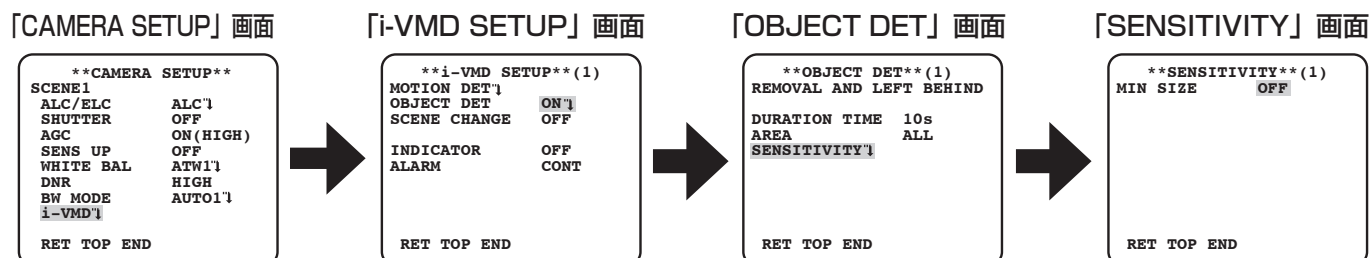 「CAMERA SETUP」画面
**CAMERA SETUP**
SCENE1
ALC/ELC ALC↴
SHUTTER OFF
AGC ON(HIGH)
SENS UP OFF
WHITE BAL ATW1↴
DNR HIGH
BW MODE AUTO1↴
i-VMD↴
RET TOP END
「i-VMD SETUP」画面
**i-VMD SETUP**(1)
MOTION DET↴
OBJECT DET ON↴
SCENE CHANGE OFF
INDICATOR OFF
ALARM CONT
RET TOP END
「OBJECT DET」画面
**OBJECT DET**(1)
REMOVAL AND LEFT BEHIND
DURATION TIME 10s
AREA ALL
SENSITIVITY↴
RET TOP END
「SENSITIVITY」画面
**SENSITIVITY**(1)
MIN SIZE OFF
RET TOP END